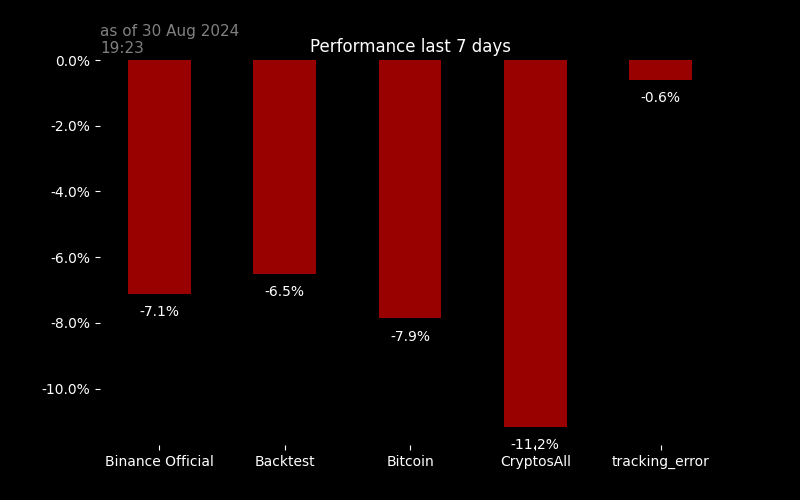 as of 30 Aug 2024
19:23
Performance last 7 days
0.0%
-2.0%
-4.0%
-6.0%
-8.0%
-10.0%
-7.1%
-6.5%
-7.9%
-11.2%
-0.6%
Binance Official
Backtest
Bitcoin
CryptosAll
tracking_error